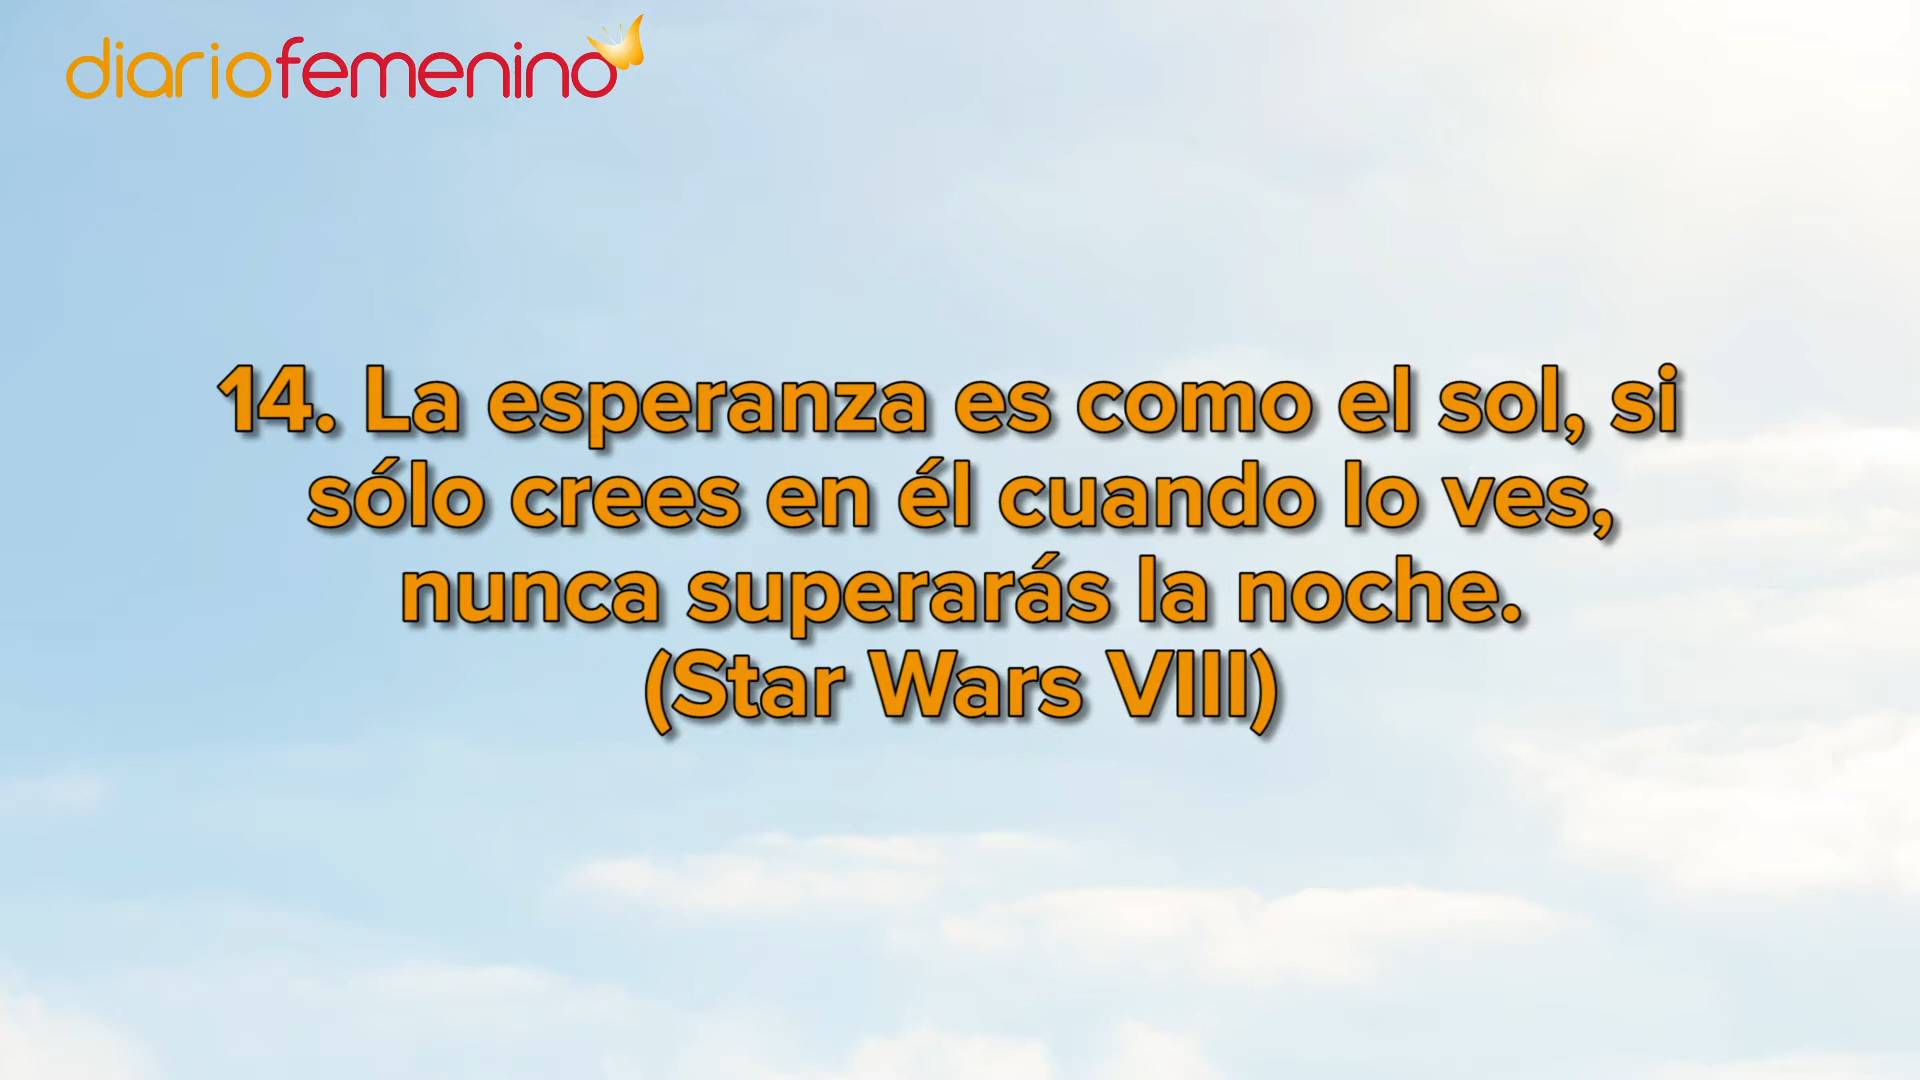 diariofemenino
14. La esperanza es como el sol, si
sólo crees en él cuando lo ves,
nunca superarás la noche.
(Star Wars VIII)